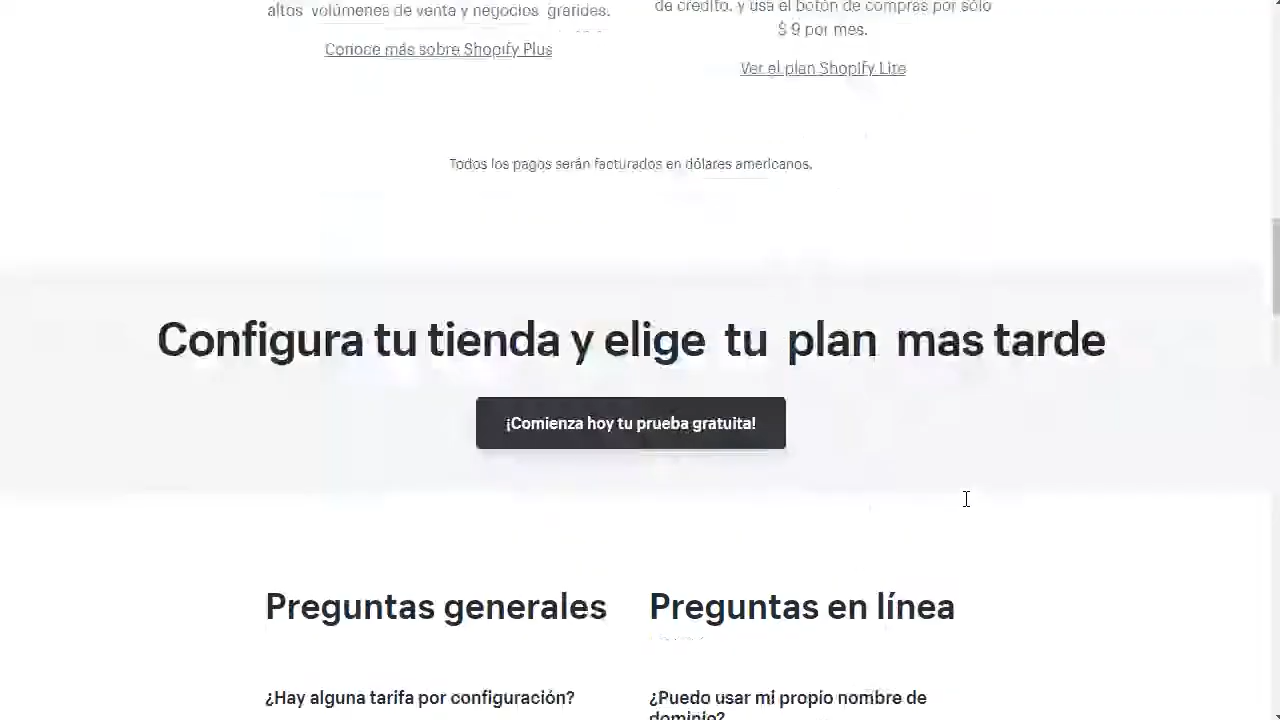 altos volúmenes de venta y negocios grandes.
Conoce más sobre Shopify Plus
de crédito. y usa el botón de compras por sólo
$ 9 por mes.
Ver el plan Shopify Lite
Todos los pagos serán facturados en dólares americanos.
Configura tu tienda y elige tu plan mas tarde
¡Comienza hoy tu prueba gratuita!
Preguntas generales
¿Hay alguna tarifa por configuración?
Preguntas en línea
¿Puedo usar mi propio nombre de
dominio?